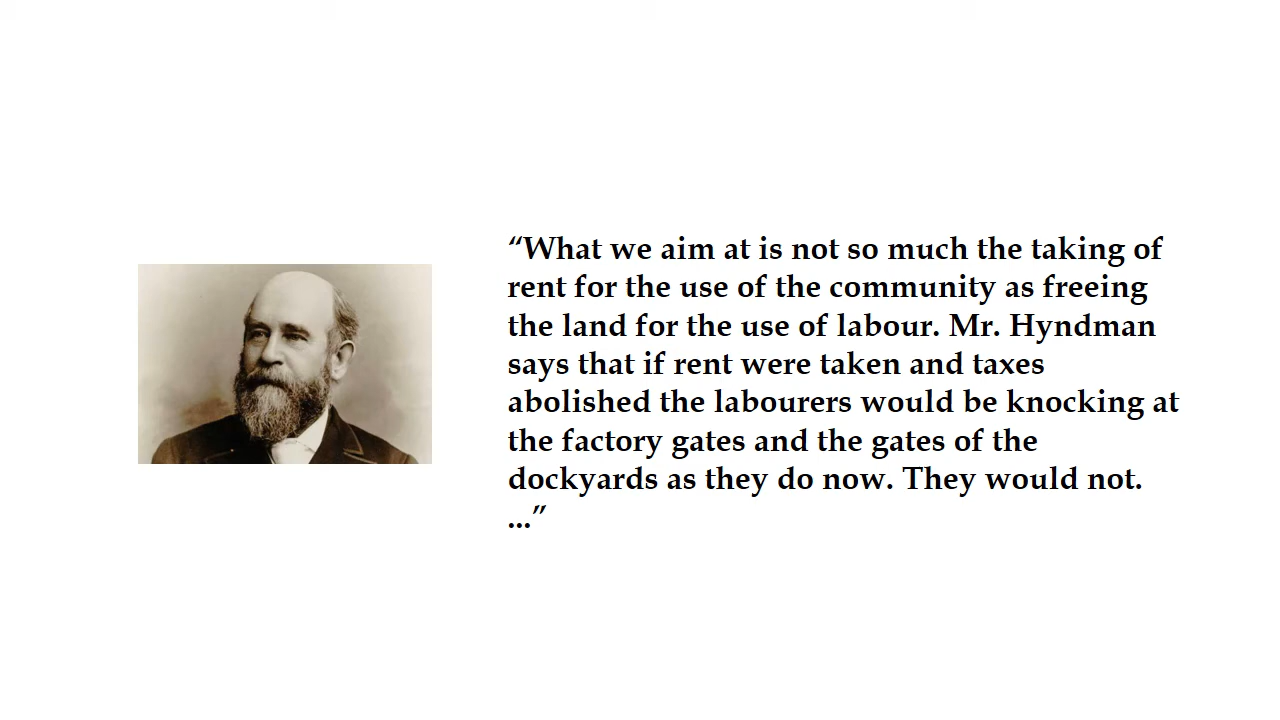 “What we aim at is not so much the taking of
rent for the use of the community as freeing
the land for the use of labour. Mr. Hyndman
says that if rent were taken and taxes
abolished the labourers would be knocking at
the factory gates and the gates of the
dockyards as they do now. They would not.
...”